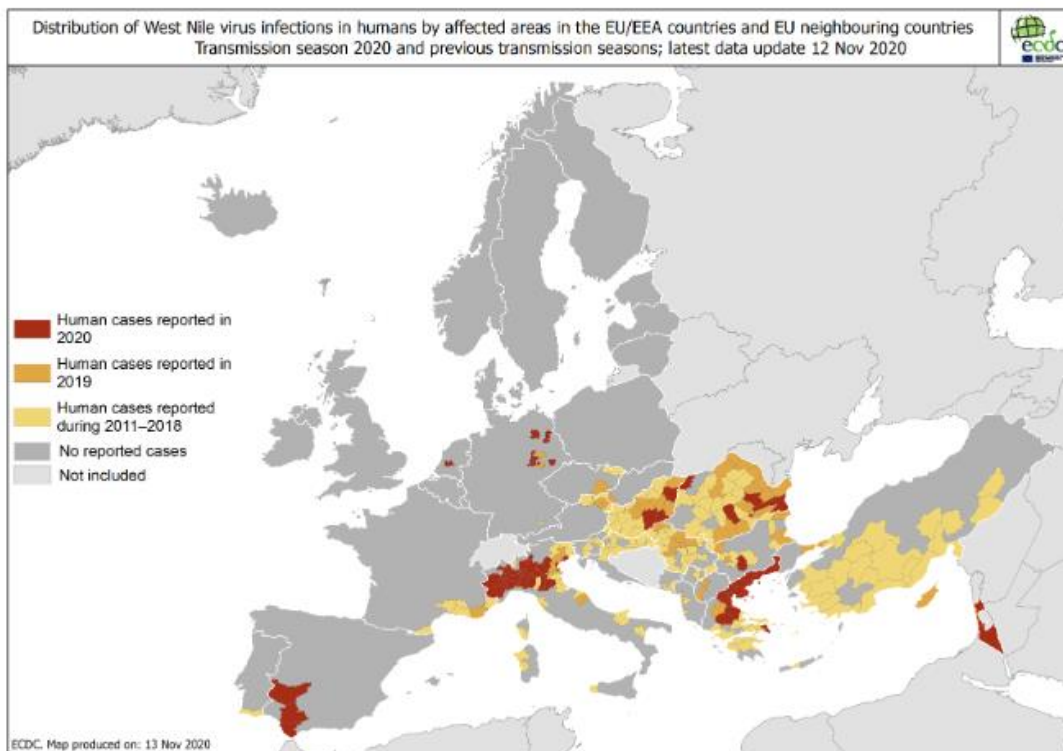 Distribution of West Nile virus infections in humans by affected areas in the EU/EEA countries and EU neighbouring countries
Transmission season 2020 and previous transmission seasons; latest data update 12 Nov 2020
ecdc
Human cases reported in
2020
Human cases reported in
2019
Human cases reported
during 2011–2018
No reported cases
Not included
ECDC. Map produced on: 13 Nov 2020